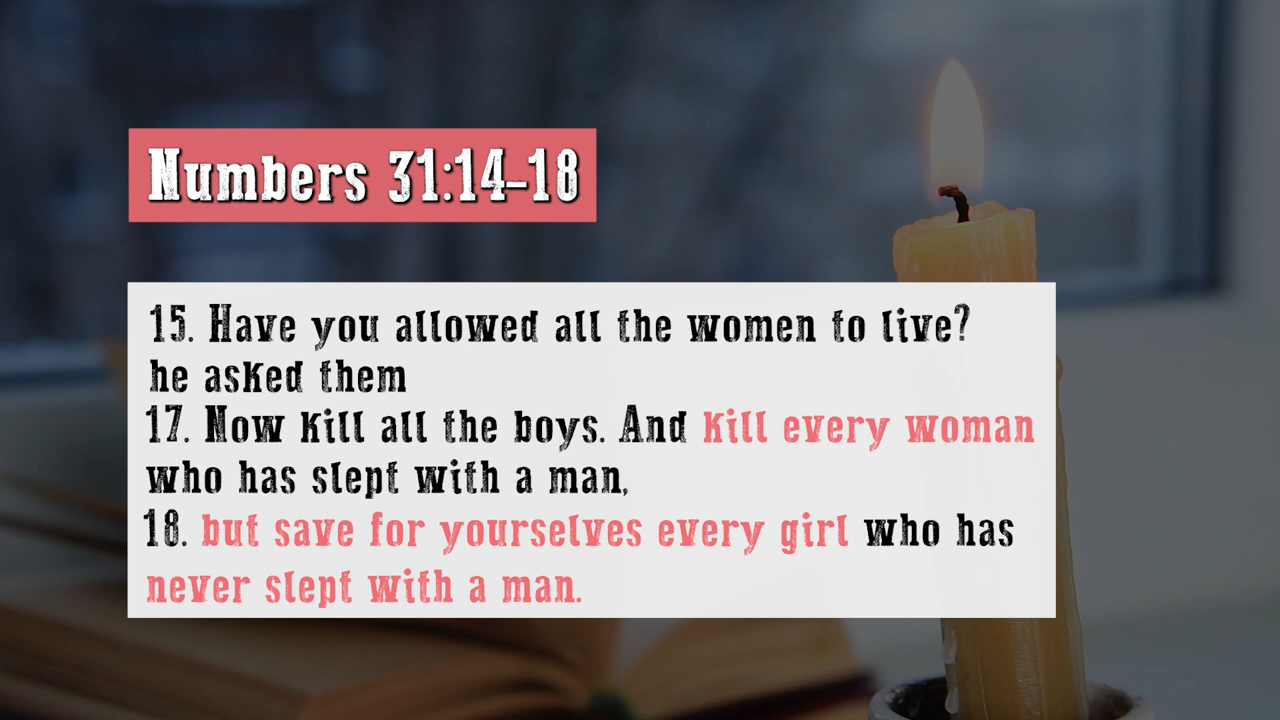 Numbers 31:14-18
15. Have you allowed all the women to live?
he asked them
17. Now kill all the boys. And kill every woman
who has slept with a man,
18. but save for yourselves every girl who has
never slept with a man.